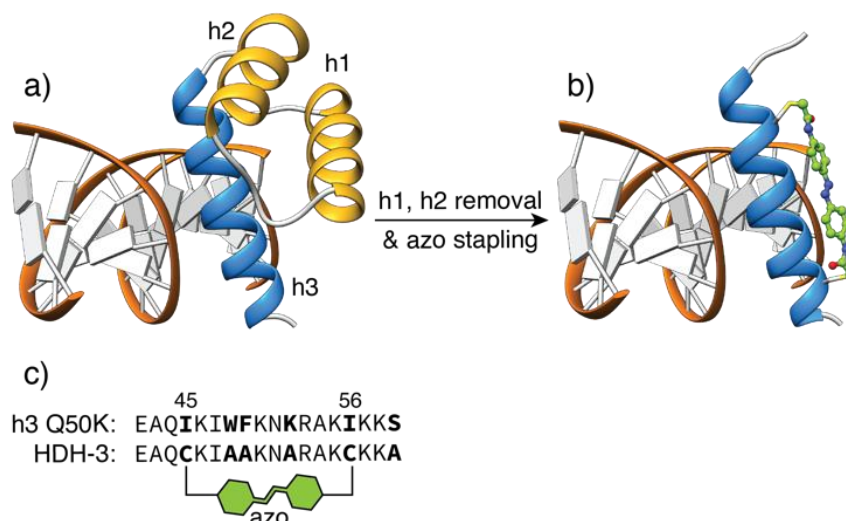 a)
h2
h1
h3
h1, h2 removal
& azo stapling
b)
c)
45 56
h3 Q50K: EAQIKIWFKNKRAKIKKS
HDH-3: EAQCKIAAKNARAKCKKA
azo